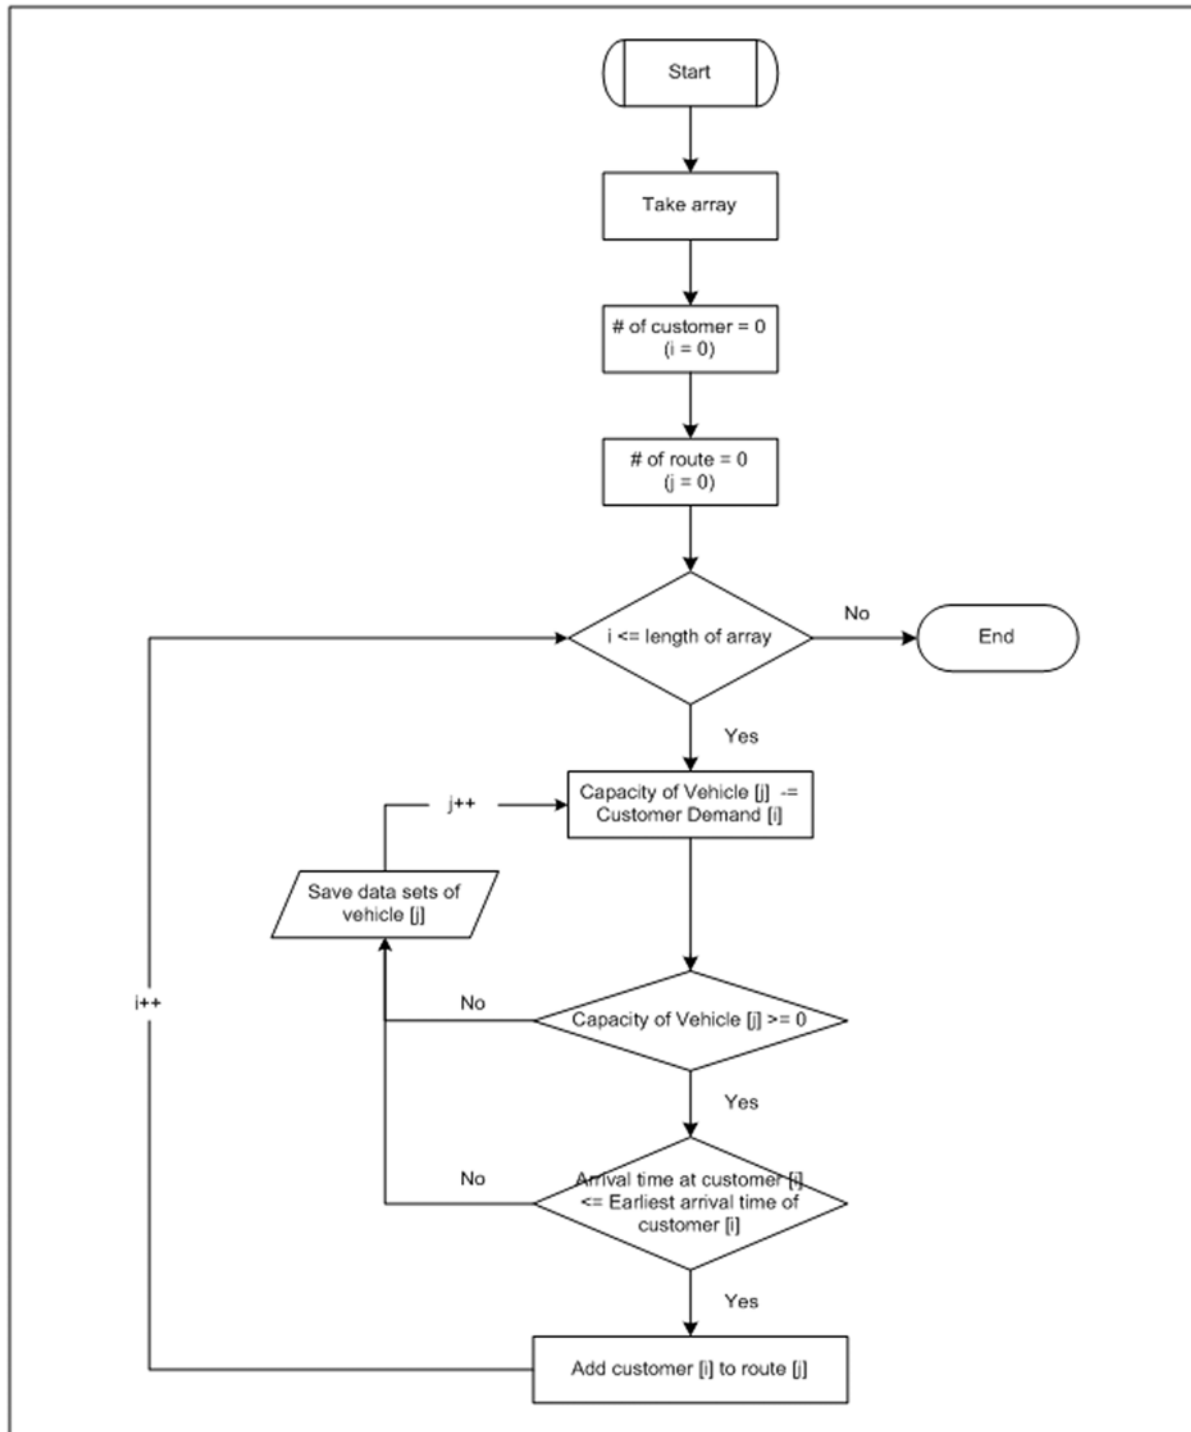 Start
Take array
# of customer = 0
(i = 0)
# of route = 0
(j = 0)
i <= length of array
No
End
Yes
Capacity of Vehicle [j] -=
Customer Demand [i]
j++
Save data sets of
vehicle [j]
i++
No
Capacity of Vehicle [j] >= 0
Yes
No
Arrival time at customer [i]
<= Earliest arrival time of
customer [i]
Yes
Add customer [i] to route [j]